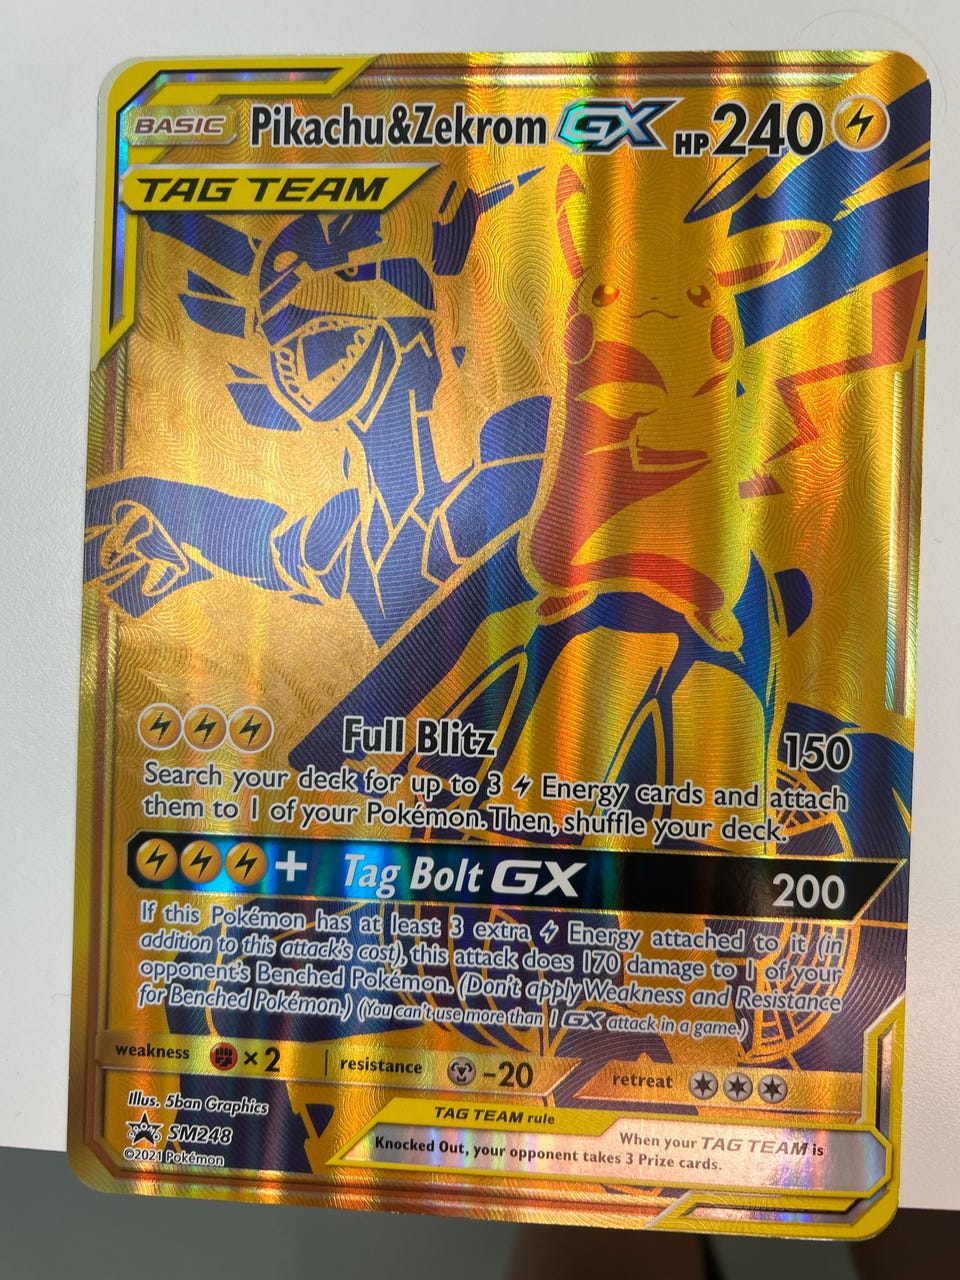 BASIC Pikachu&Zekrom GX HP 240
TAG TEAM
Full Blitz 150
Search your deck for up to 3 Energy cards and attach
them to 1 of your Pokémon. Then, shuffle your deck.
+ Tag Bolt GX 200
If this Pokémon has at least 3 extra Energy attached to it (in
addition to this attack's cost), this attack does 170 damage to 1 of your
opponent's Benched Pokémon. (Don't apply Weakness and Resistance
for Benched Pokémon.) (You can't use more than 1 GX attack in a game.)
weakness × 2 resistance -20 retreat
Illus. 5ban Graphics
PROMO SM248
©2021 Pokémon
TAG TEAM rule
When your TAG TEAM is
Knocked Out, your opponent takes 3 Prize cards.